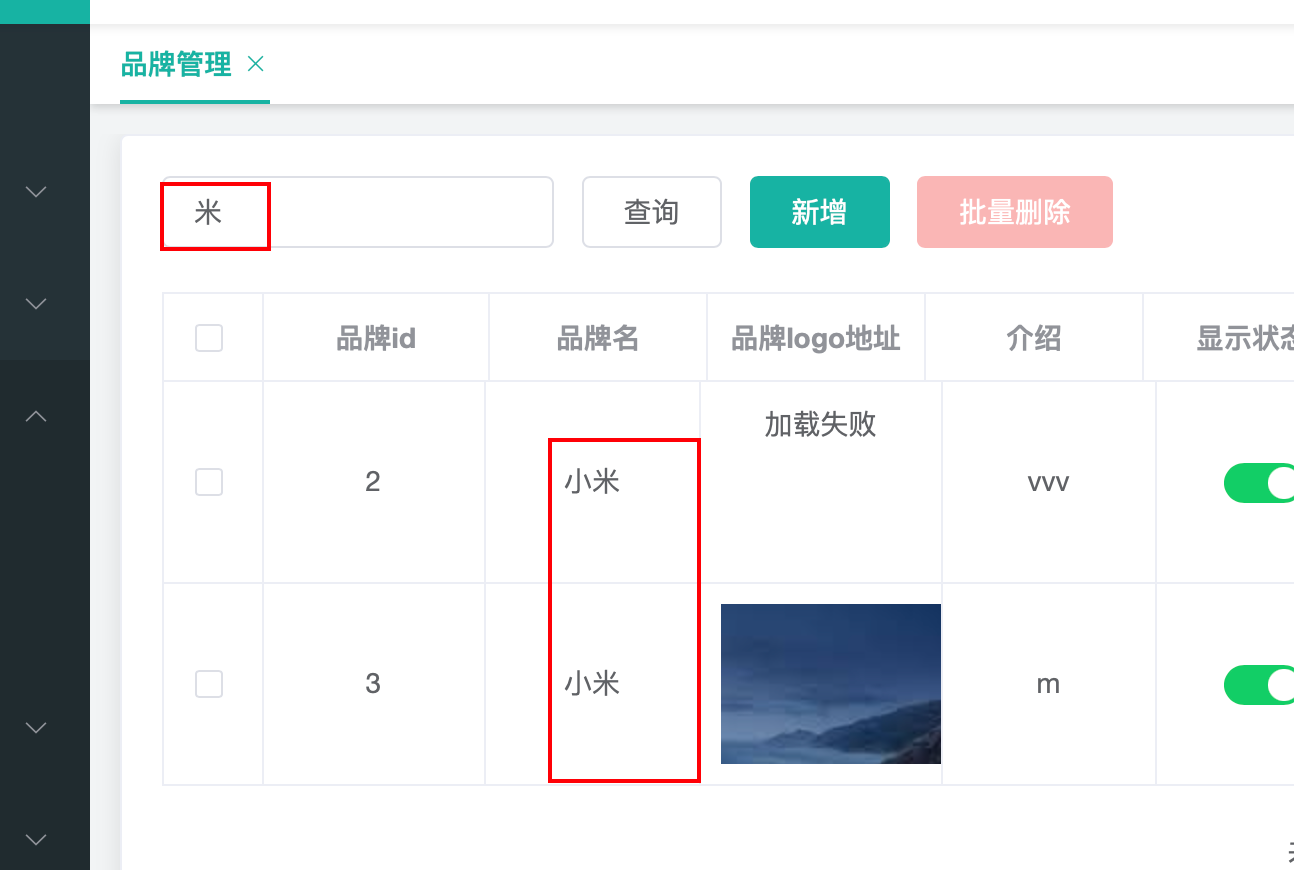 品牌管理
米 查询 新增 批量删除
品牌id 品牌名 品牌logo地址 介绍 显示状态
2 小米 加载失败 vvv
3 小米 m